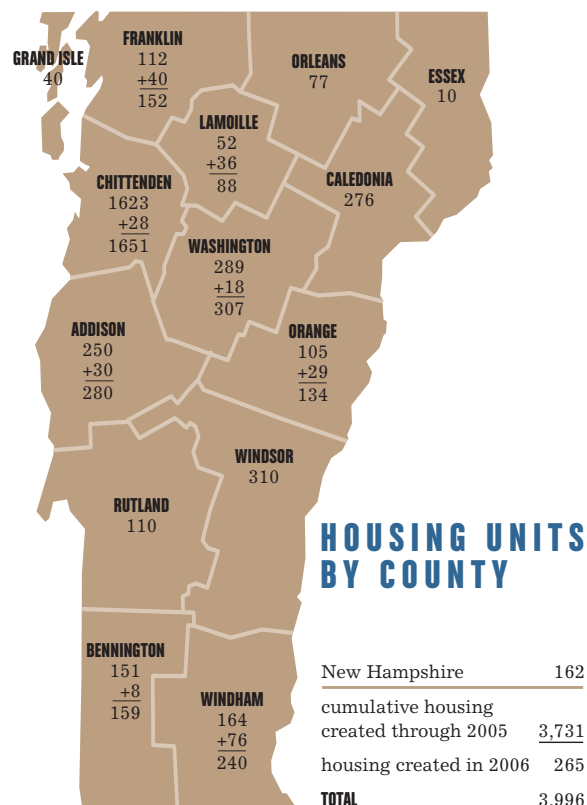 FRANKLIN
112
+40
152
GRAND ISLE
40
ORLEANS
77
ESSEX
10
LAMOILLE
52
+36
88
CHITTENDEN
1623
+28
1651
CALEDONIA
276
WASHINGTON
289
+18
307
ADDISON
250
+30
280
ORANGE
105
+29
134
WINDSOR
310
RUTLAND
110
HOUSING UNITS
BY COUNTY
BENNINGTON
151
+8
159
WINDHAM
164
+76
240
New Hampshire 162
cumulative housing
created through 2005 3,731
housing created in 2006 265
TOTAL 3,996